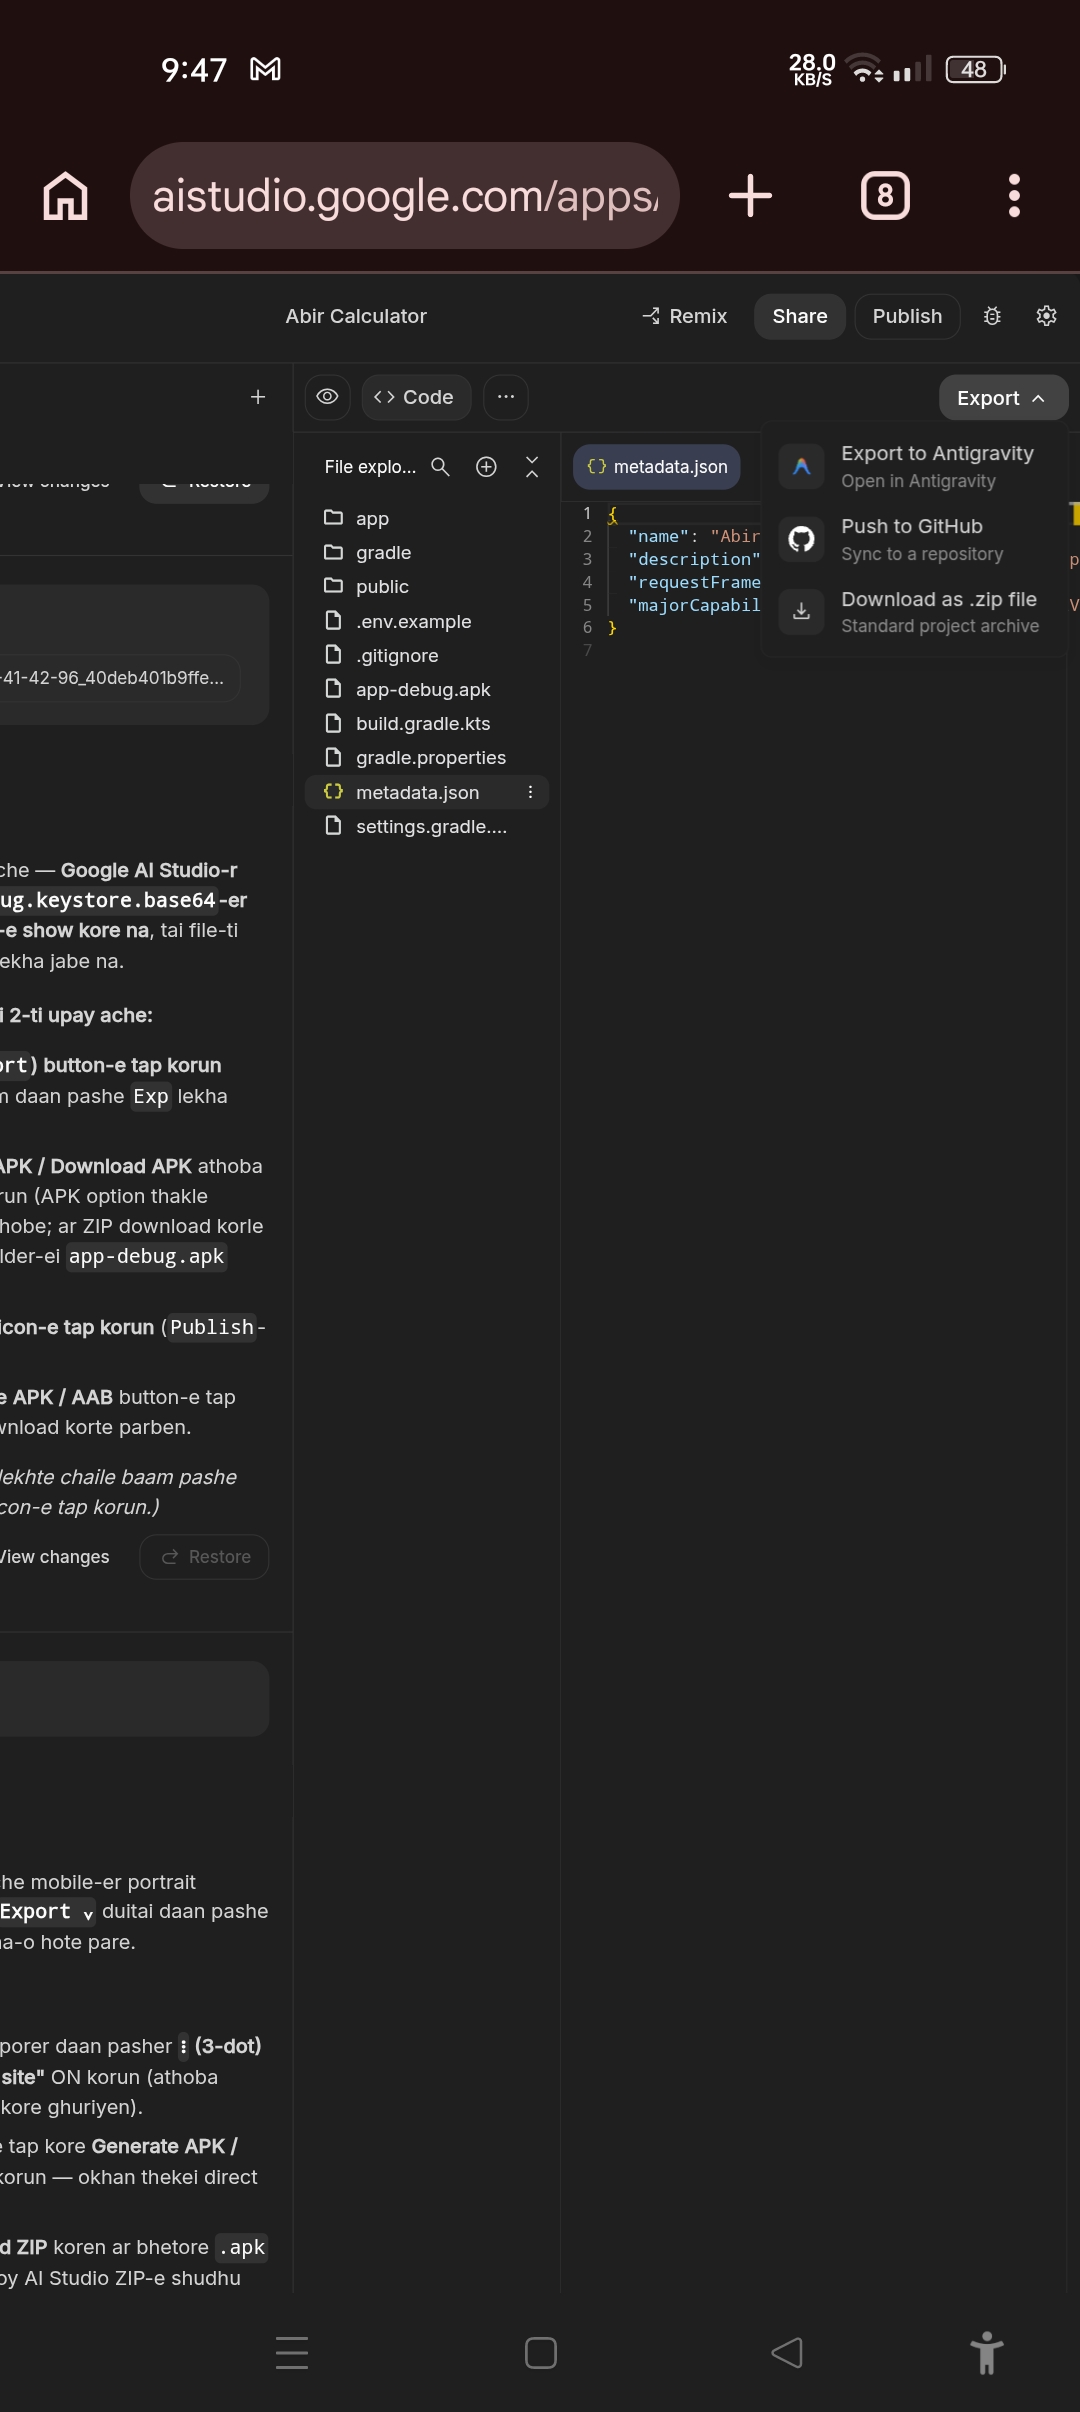 9:47
28.0
KB/S
48
aistudio.google.com/apps
8
Abir Calculator
Remix
Share
Publish
+
Code
Export
View changes
Restore
File explo...
metadata.json
Export to Antigravity
Open in Antigravity
Push to GitHub
Sync to a repository
Download as .zip file
Standard project archive
app
gradle
public
.env.example
.gitignore
app-debug.apk
build.gradle.kts
gradle.properties
metadata.json
settings.gradle....
1 {
2 "name": "Abir
3 "description"
4 "requestFrame
5 "majorCapabil
6 }
7
-41-42-96_40deb401b9ffe...
che — Google AI Studio-r
ug.keystore.base64-er
-e show kore na, tai file-ti
ekha jabe na.
i 2-ti upay ache:
ort) button-e tap korun
daan pashe Exp lekha
APK / Download APK athoba
run (APK option thakle
hobe; ar ZIP download korle
lder-ei app-debug.apk
icon-e tap korun (Publish-
e APK / AAB button-e tap
wnload korte parben.
lekhte chaile baam pashe
con-e tap korun.)
View changes
Restore
che mobile-er portrait
Export v duitai daan pashe
na-o hote pare.
porer daan pasher ⋮ (3-dot)
site" ON korun (athoba
kore ghuriyen).
e tap kore Generate APK /
korun — okhan thekei direct
d ZIP koren ar bhetore .apk
oy AI Studio ZIP-e shudhu